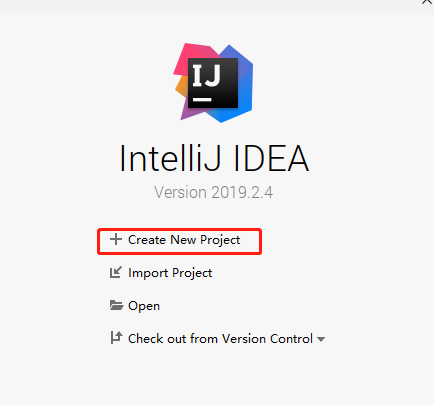 IJ
IntelliJ IDEA
Version 2019.2.4
Create New Project
Import Project
Open
Check out from Version Control